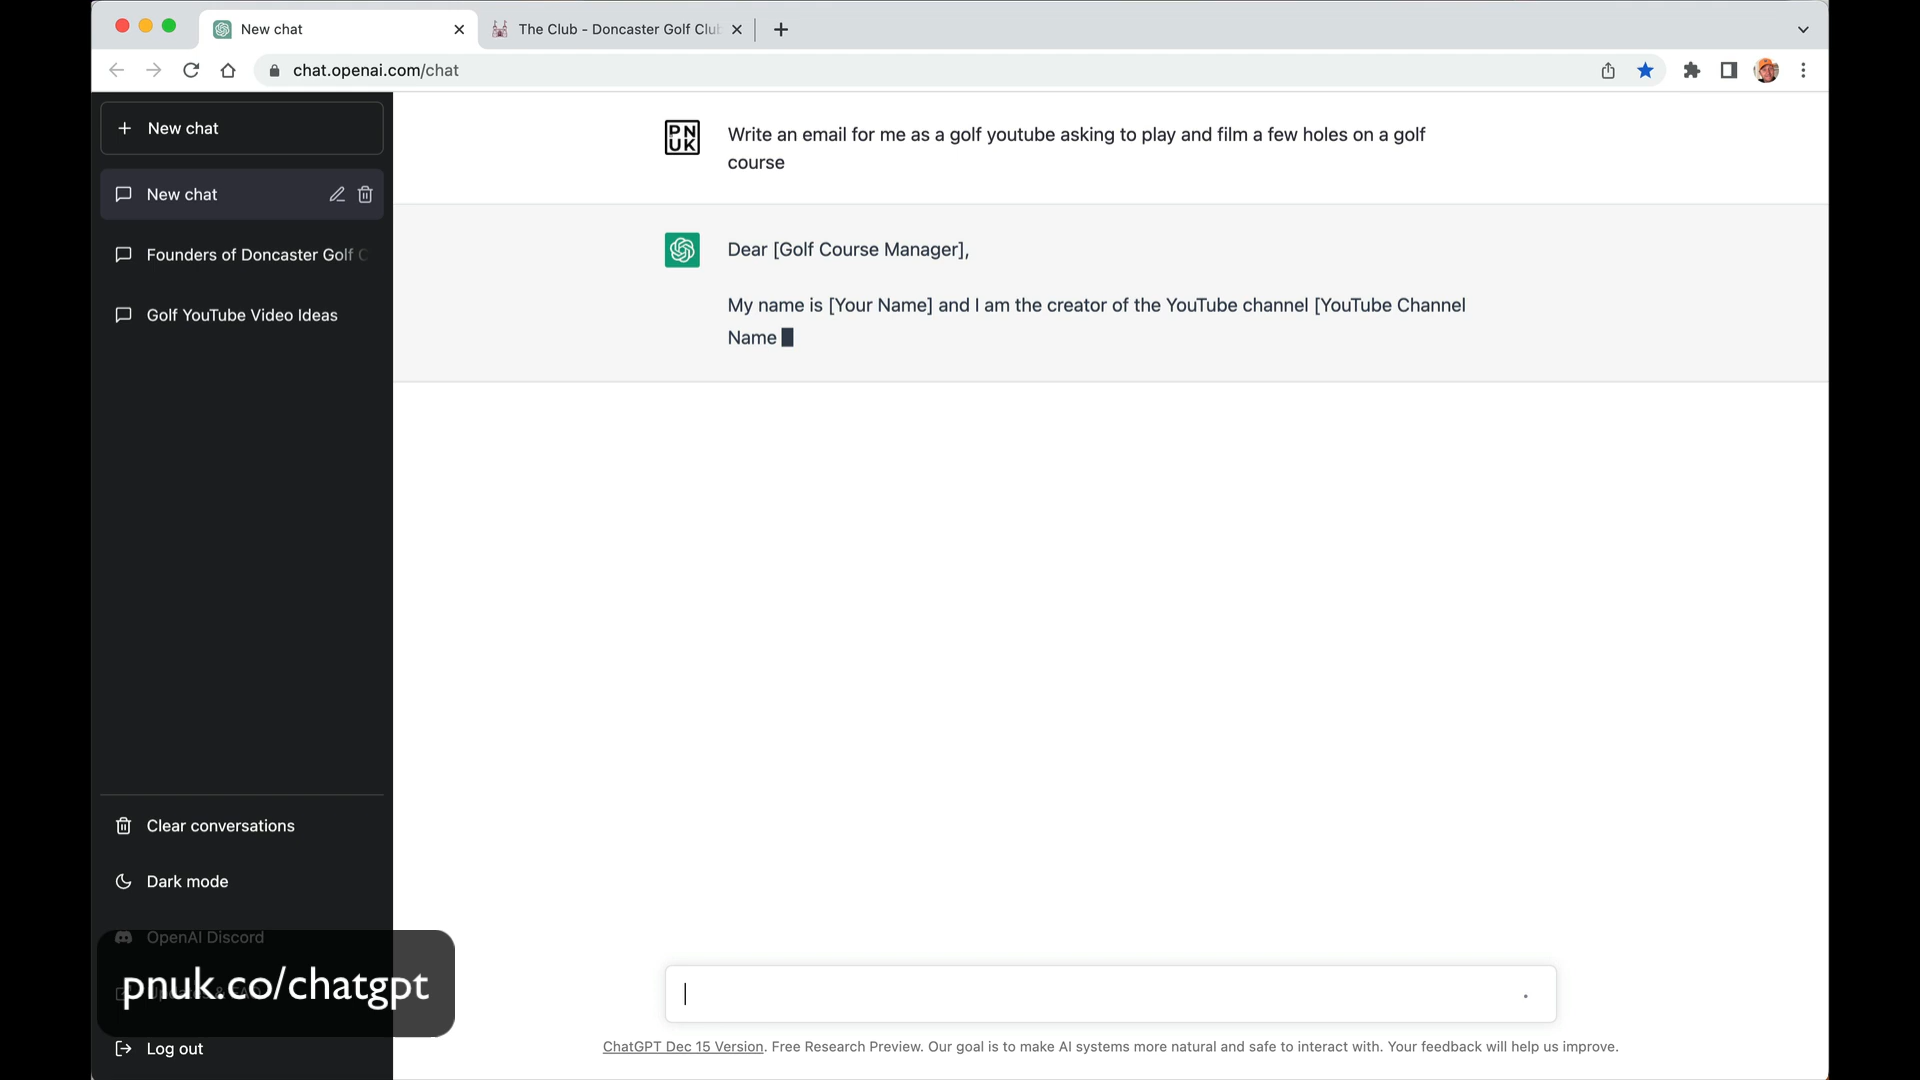 New chat
The Club - Doncaster Golf Clu
chat.openai.com/chat
New chat
New chat
Founders of Doncaster Golf C
Golf YouTube Video Ideas
Clear conversations
Dark mode
OpenAI Discord
pnuk.co/chatgpt
Log out
PN
UK
Write an email for me as a golf youtube asking to play and film a few holes on a golf
course
Dear [Golf Course Manager],
My name is [Your Name] and I am the creator of the YouTube channel [YouTube Channel
Name
ChatGPT Dec 15 Version. Free Research Preview. Our goal is to make AI systems more natural and safe to interact with. Your feedback will help us improve.